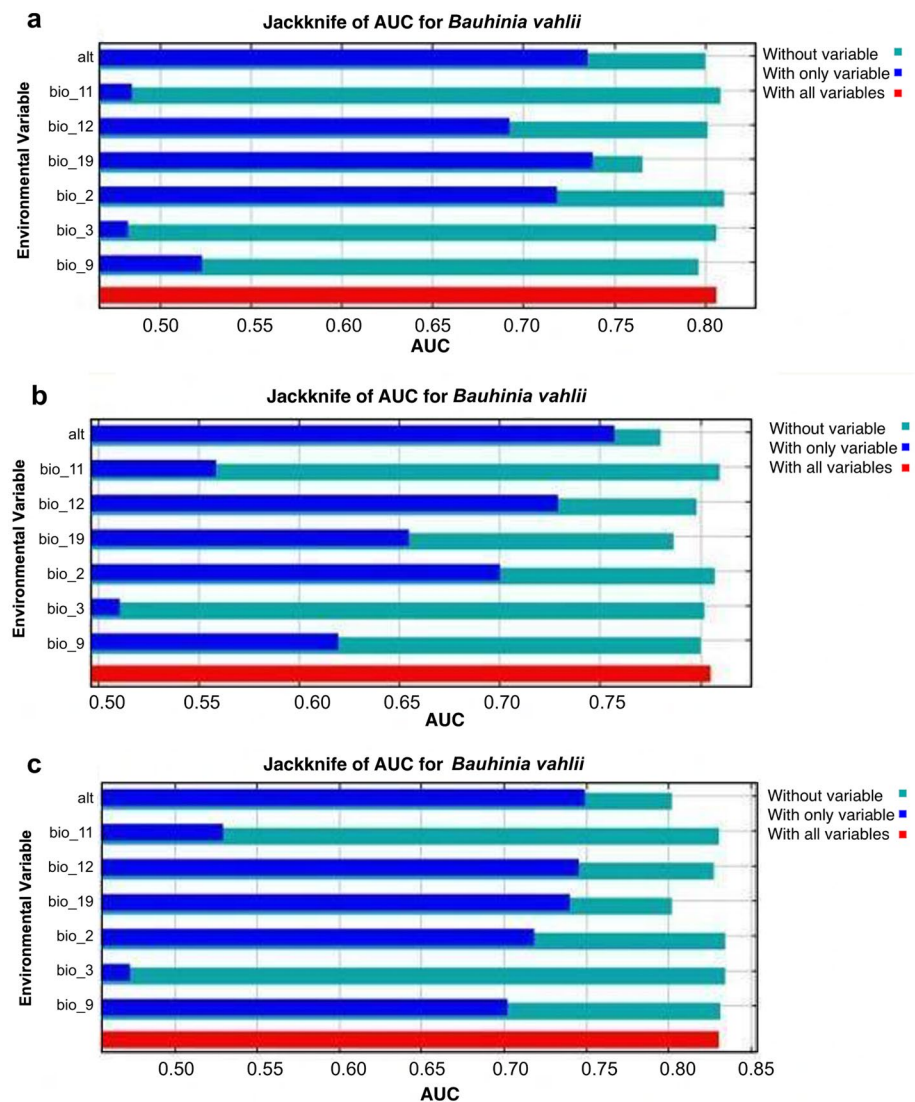 a
Jackknife of AUC for Bauhinia vahlii
Environmental Variable
alt
bio_11
bio_12
bio_19
bio_2
bio_3
bio_9
0.50 0.55 0.60 0.65 0.70 0.75 0.80
AUC
Without variable
With only variable
With all variables
b
Jackknife of AUC for Bauhinia vahlii
Environmental Variable
alt
bio_11
bio_12
bio_19
bio_2
bio_3
bio_9
0.50 0.55 0.60 0.65 0.70 0.75
AUC
Without variable
With only variable
With all variables
c
Jackknife of AUC for Bauhinia vahlii
Environmental Variable
alt
bio_11
bio_12
bio_19
bio_2
bio_3
bio_9
0.50 0.55 0.60 0.65 0.70 0.75 0.80 0.85
AUC
Without variable
With only variable
With all variables